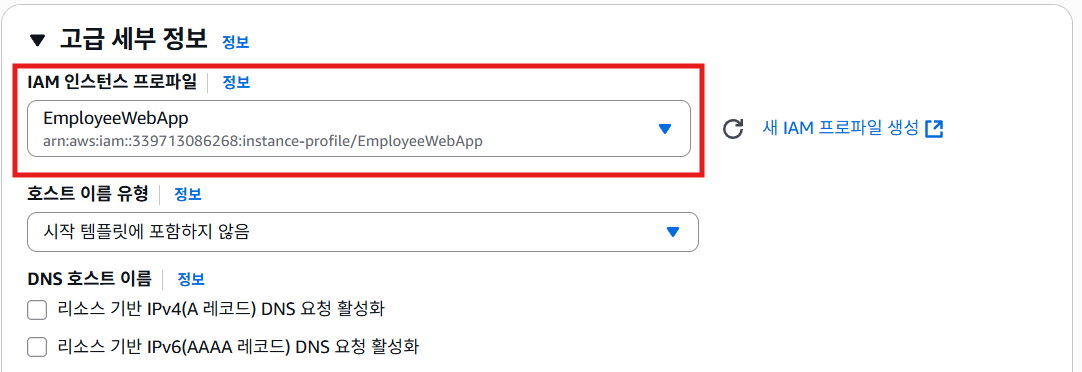 고급 세부 정보 정보
IAM 인스턴스 프로파일 정보
EmployeeWebApp
arn:aws:iam::339713086268:instance-profile/EmployeeWebApp
새 IAM 프로파일 생성
호스트 이름 유형 정보
시작 템플릿에 포함하지 않음
DNS 호스트 이름 정보
리소스 기반 IPv4(A 레코드) DNS 요청 활성화
리소스 기반 IPv6(AAAA 레코드) DNS 요청 활성화